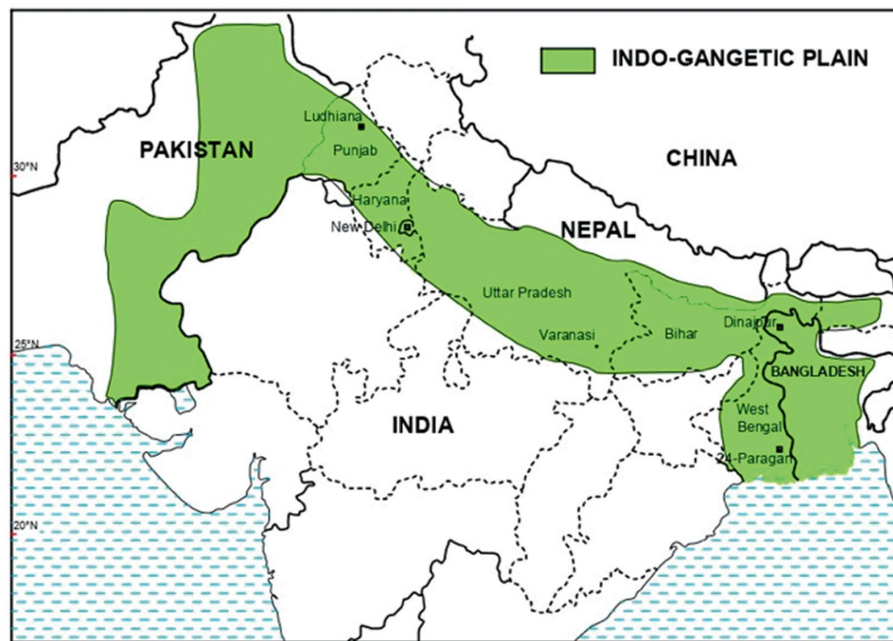 INDO-GANGETIC PLAIN
Ludhiana
PAKISTAN
Punjab
CHINA
30°N
Haryana
NEPAL
New Delhi
Uttar Pradesh
Dinajpur
Varanasi
Bihar
25°N
BANGLADESH
West
Bengal
INDIA
24-Paragan
20°N